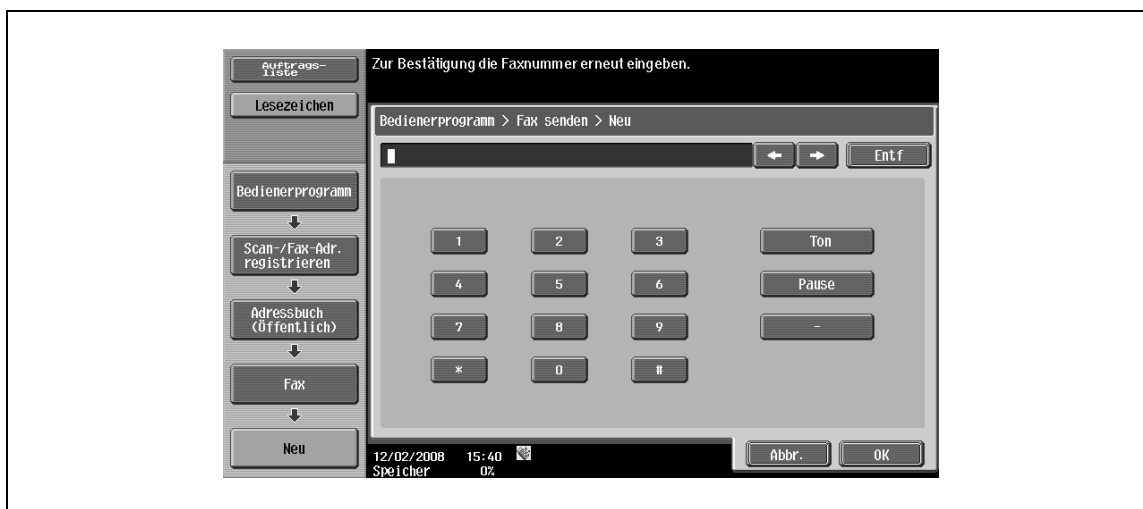 Auftrags-
liste
Lesezeichen
Bedienerprogramm
Scan-/Fax-Adr.
registrieren
Adressbuch
(Öffentlich)
Fax
Neu
Zur Bestätigung die Faxnummer erneut eingeben.
Bedienerprogramm > Fax senden > Neu
← → Entf
1 2 3 Ton
4 5 6 Pause
7 8 9 -
* 0 #
12/02/2008 15:40
Speicher 0%
Abbr. OK